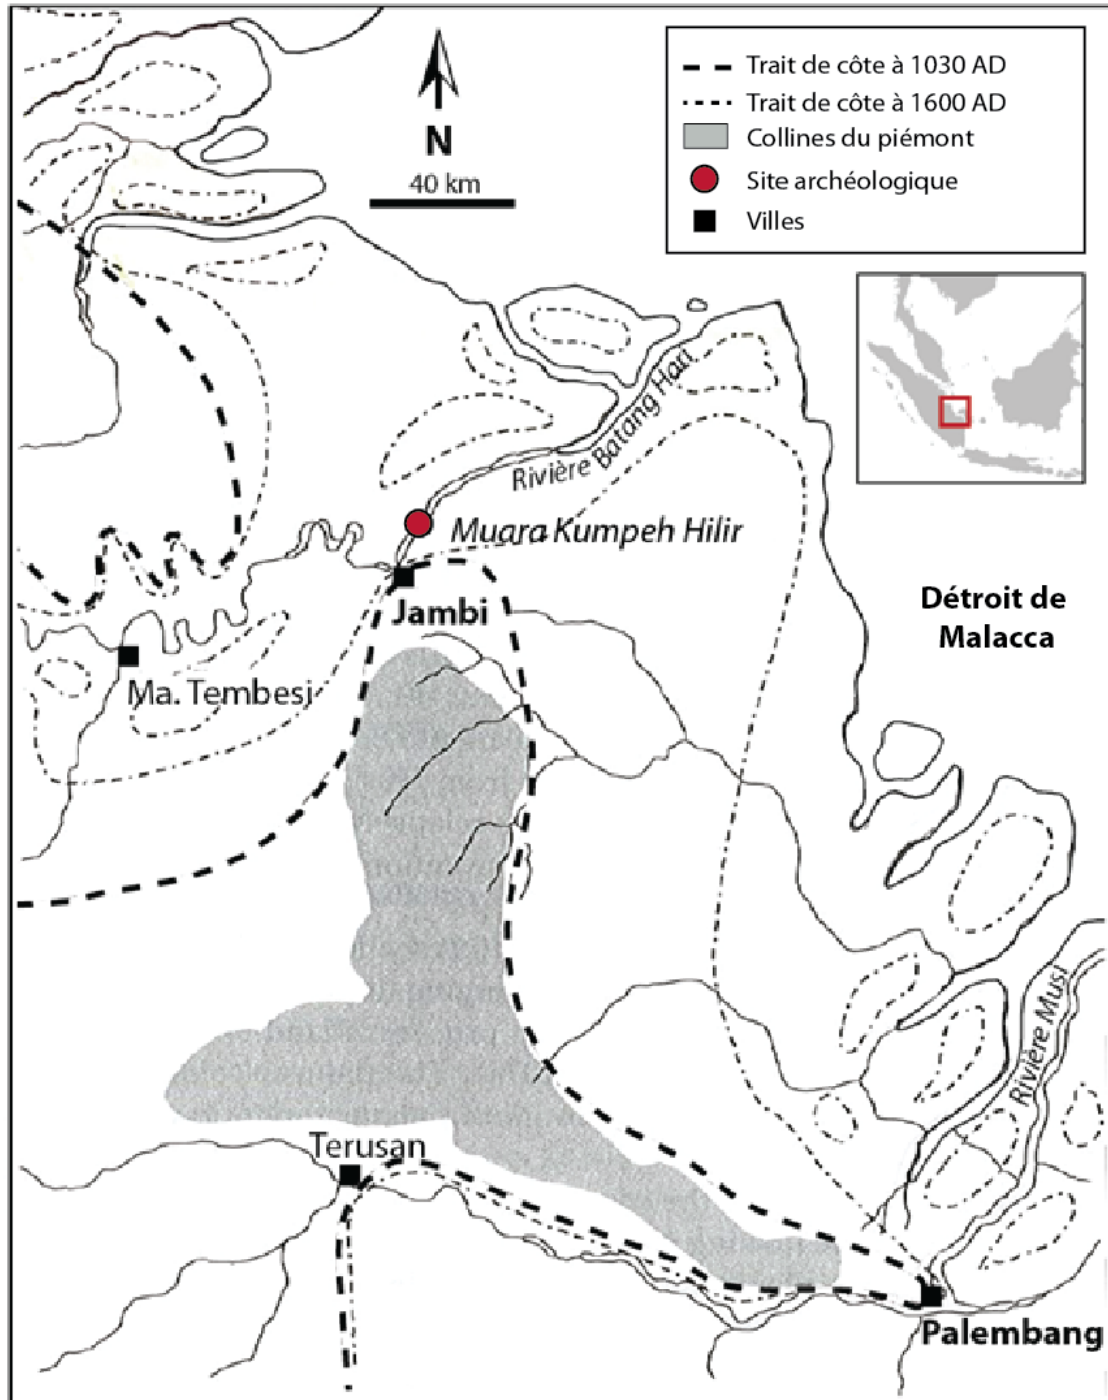 Trait de côte à 1030 AD
Trait de côte à 1600 AD
Collines du piémont
Site archéologique
Villes
N
40 km
Rivière Batang Hari
Muara Kumpeh Hilir
Jambi
Détroit de
Malacca
Ma. Tembesi
Rivière Musi
Terusan
Palembang